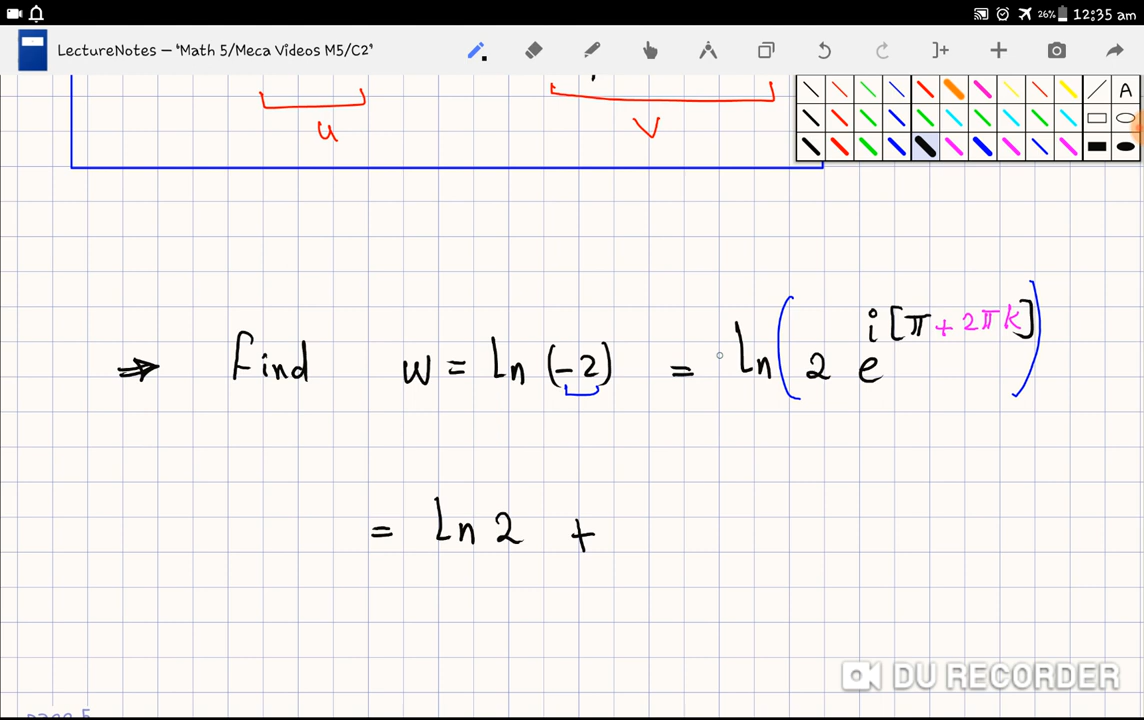 26% 12:35 am
LectureNotes – 'Math 5/Meca Videos M5/C2'
A
u
V
⇒ Find w = Ln (-2) = Ln( 2 e^{i[π + 2πk]} )
= Ln 2 +
DU RECORDER